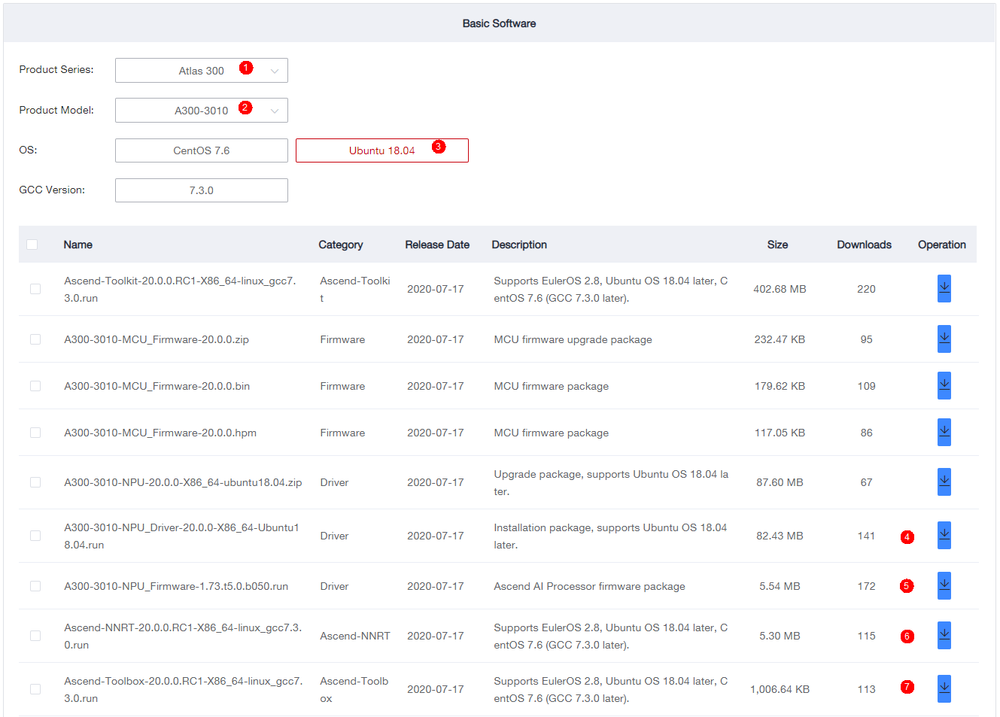 Basic Software
Product Series: Atlas 300 1
Product Model: A300-3010 2
OS: CentOS 7.6 Ubuntu 18.04 3
GCC Version: 7.3.0
Name Category Release Date Description Size Downloads Operation
Ascend-Toolkit-20.0.0.RC1-X86_64-linux_gcc7. Ascend-Toolki 2020-07-17 Supports EulerOS 2.8, Ubuntu OS 18.04 later, C 402.68 MB 220
3.0.run t entOS 7.6 (GCC 7.3.0 later).
A300-3010-MCU_Firmware-20.0.0.zip Firmware 2020-07-17 MCU firmware upgrade package 232.47 KB 95
A300-3010-MCU_Firmware-20.0.0.bin Firmware 2020-07-17 MCU firmware package 179.62 KB 109
A300-3010-MCU_Firmware-20.0.0.hpm Firmware 2020-07-17 MCU firmware package 117.05 KB 86
A300-3010-NPU-20.0.0-X86_64-ubuntu18.04.zip Driver 2020-07-17 Upgrade package, supports Ubuntu OS 18.04 la 87.60 MB 67
ter.
A300-3010-NPU_Driver-20.0.0-X86_64-Ubuntu1 Driver 2020-07-17 Installation package, supports Ubuntu OS 18.04 82.43 MB 141 4
8.04.run later.
A300-3010-NPU_Firmware-1.73.t5.0.b050.run Driver 2020-07-17 Ascend AI Processor firmware package 5.54 MB 172 5
Ascend-NNRT-20.0.0.RC1-X86_64-linux_gcc7.3. Ascend-NNRT 2020-07-17 Supports EulerOS 2.8, Ubuntu OS 18.04 later, C 5.30 MB 115 6
0.run entOS 7.6 (GCC 7.3.0 later).
Ascend-Toolbox-20.0.0.RC1-X86_64-linux_gcc7. Ascend-Toolb 2020-07-17 Supports EulerOS 2.8, Ubuntu OS 18.04 later, C 1,006.64 KB 113 7
3.0.run ox entOS 7.6 (GCC 7.3.0 later).